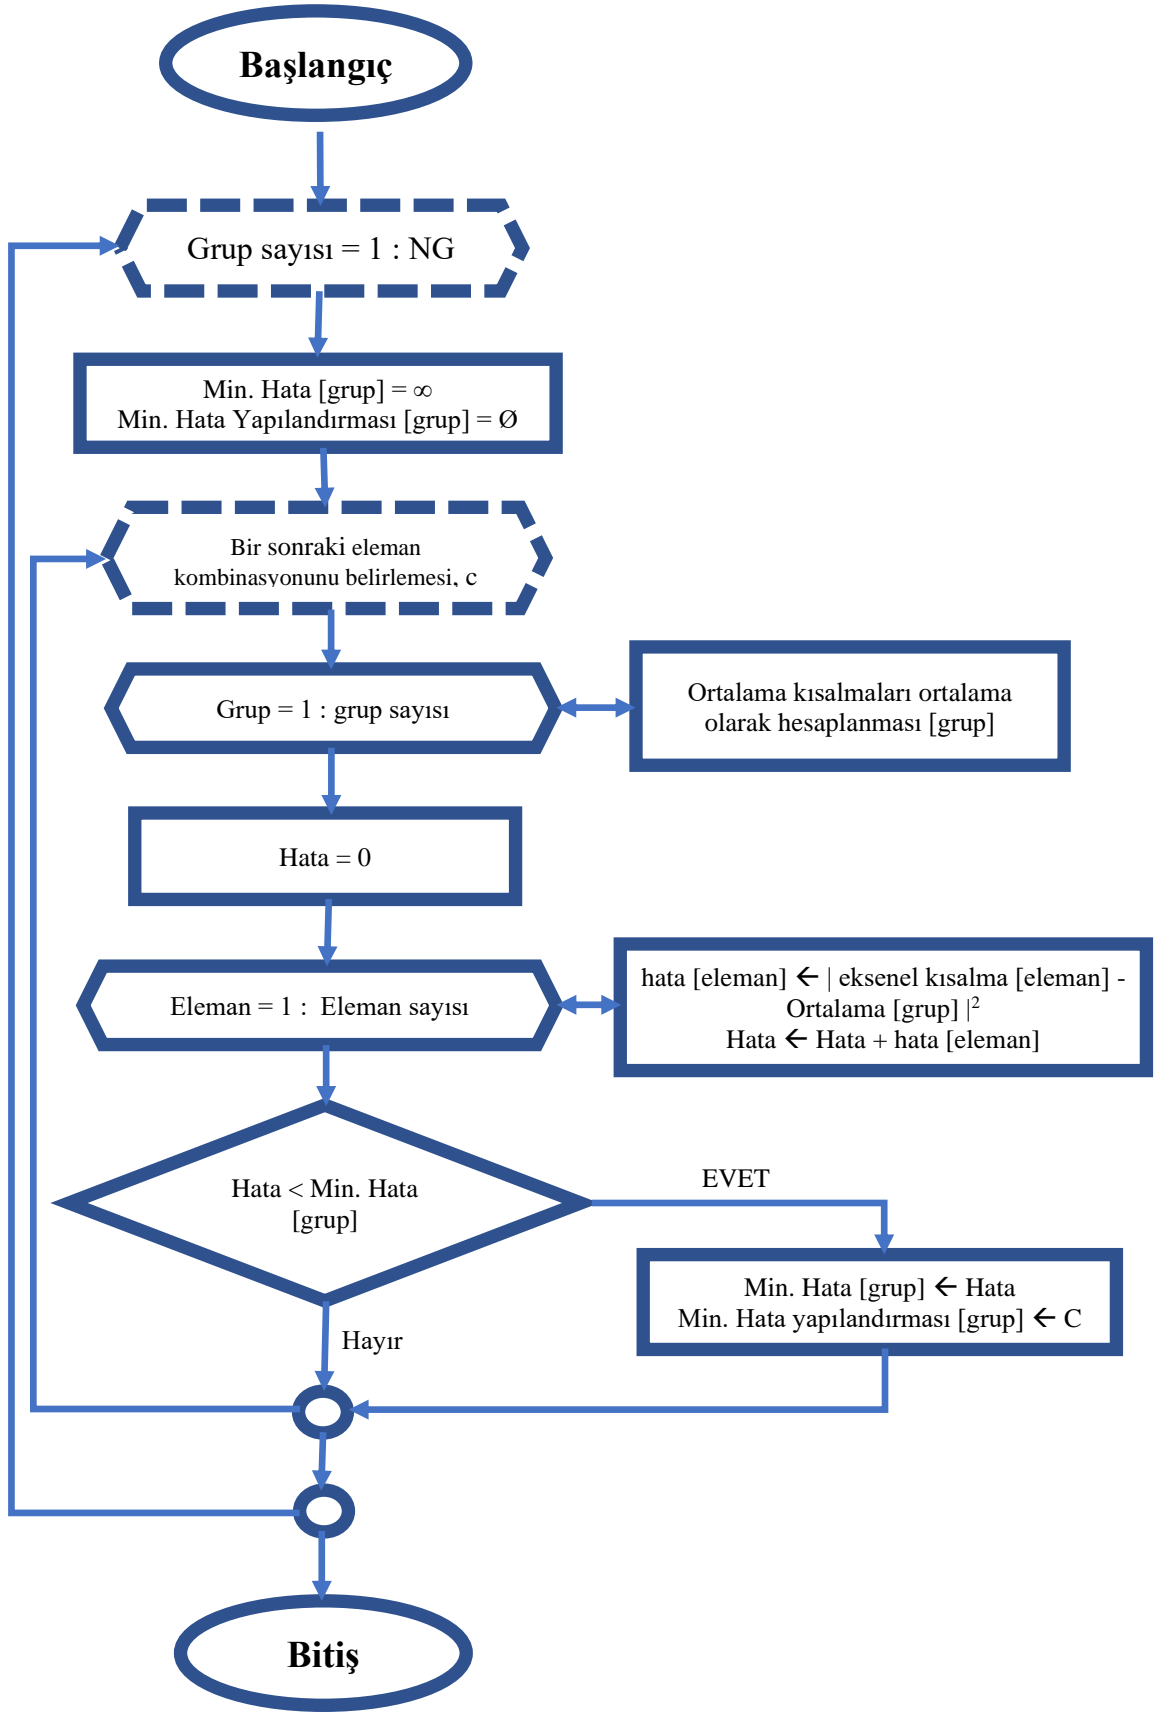 Başlangıç
Grup sayısı = 1 : NG
Min. Hata [grup] = ∞
Min. Hata Yapılandırması [grup] = Ø
Bir sonraki eleman
kombinasyonunu belirlemesi, c
Grup = 1 : grup sayısı
Ortalama kısalmaları ortalama
olarak hesaplanması [grup]
Hata = 0
Eleman = 1 : Eleman sayısı
hata [eleman] ← | eksenel kısalma [eleman] -
Ortalama [grup] |²
Hata ← Hata + hata [eleman]
Hata < Min. Hata
[grup]
EVET
Min. Hata [grup] ← Hata
Min. Hata yapılandırması [grup] ← C
Hayır
Bitiş